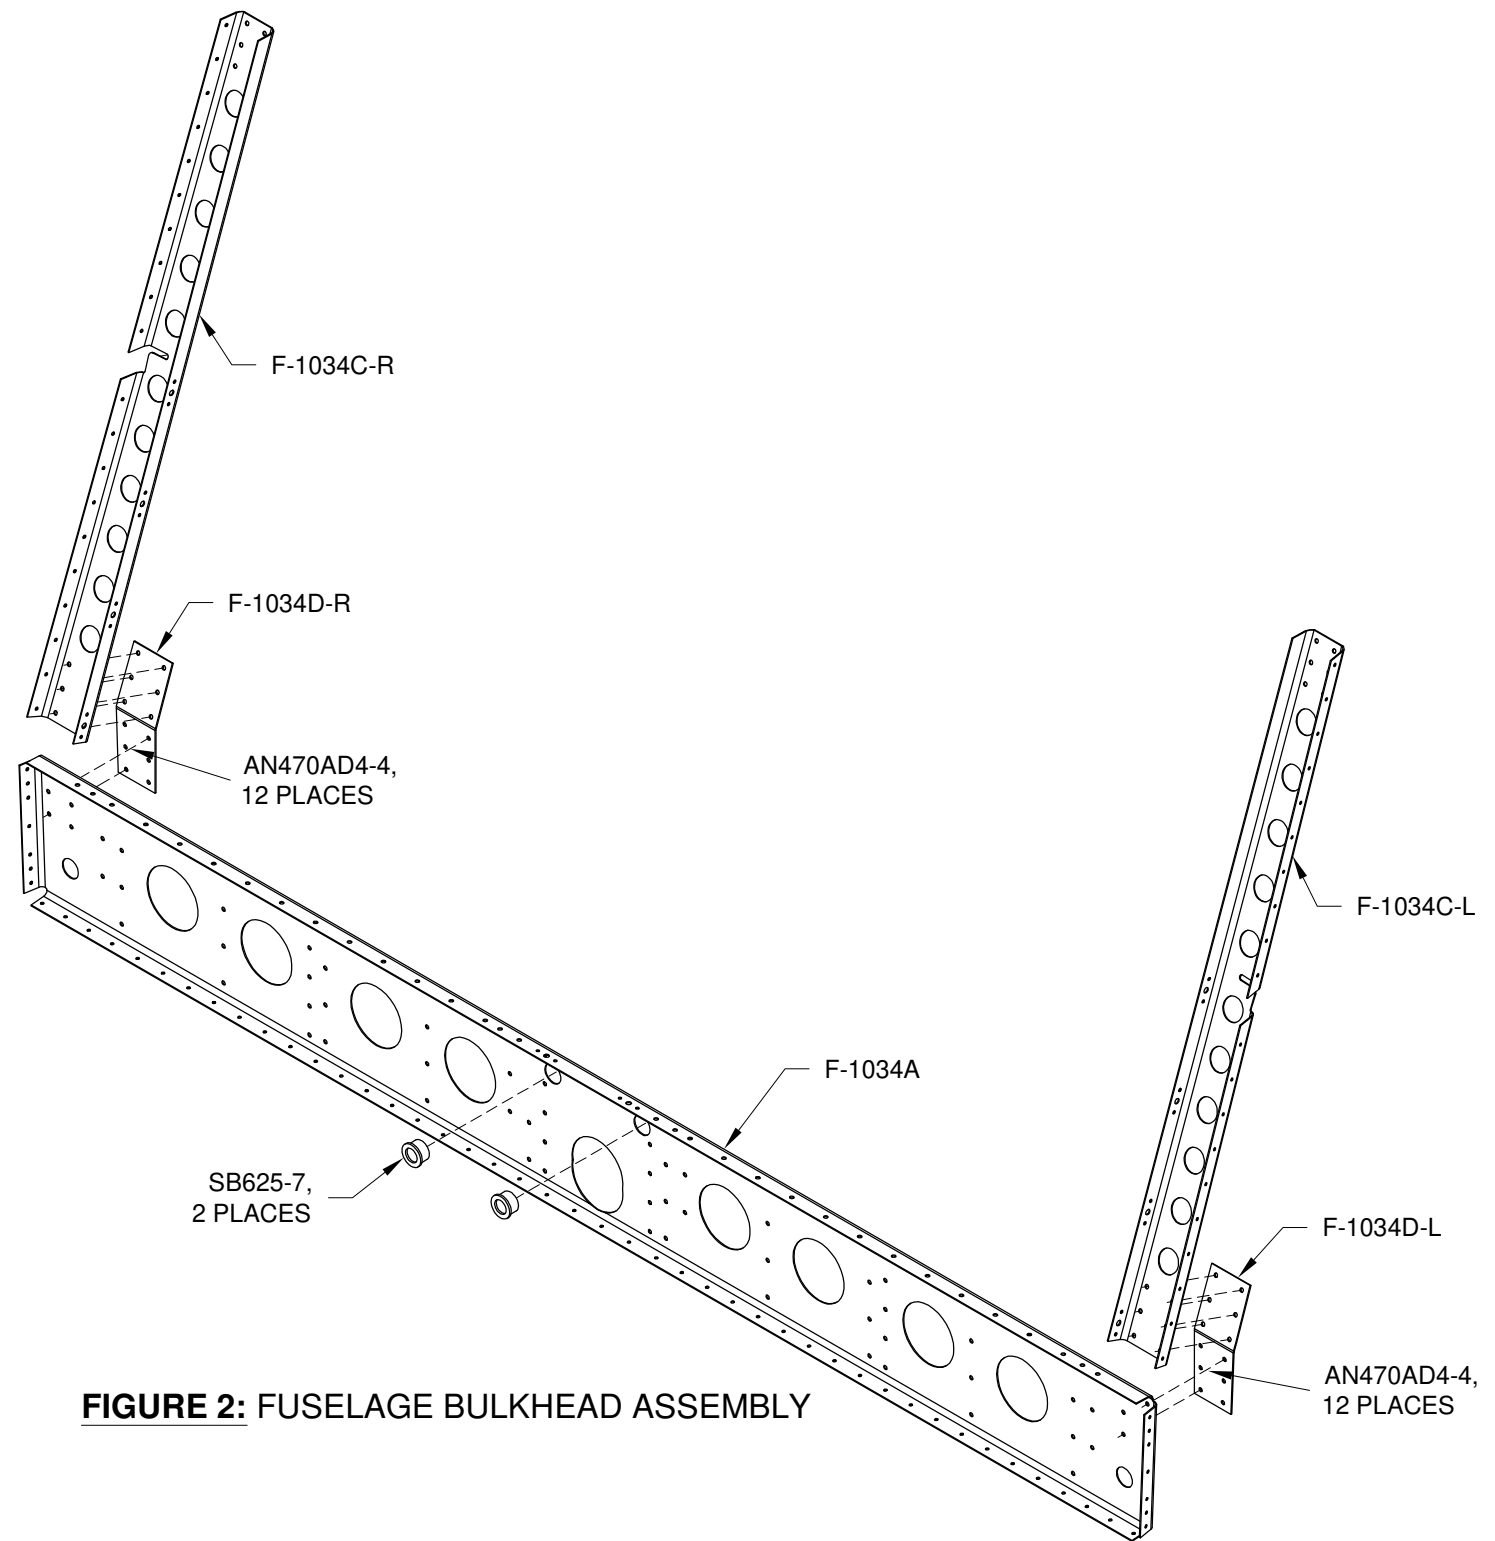 F-1034C-R
F-1034D-R
AN470AD4-4,
12 PLACES
F-1034C-L
F-1034A
SB625-7,
2 PLACES
F-1034D-L
AN470AD4-4,
12 PLACES
FIGURE 2: FUSELAGE BULKHEAD ASSEMBLY